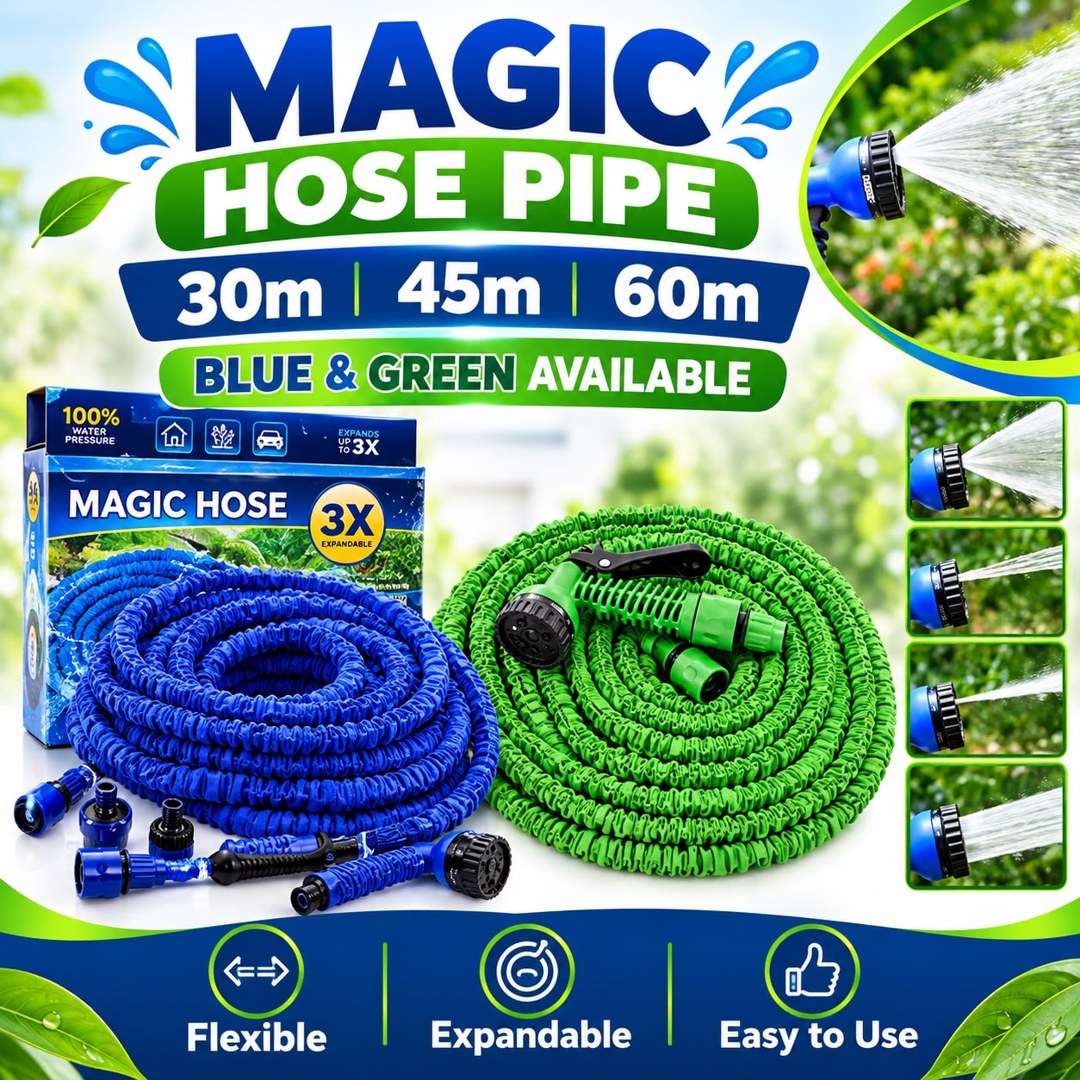 MAGIC
HOSE PIPE
30m | 45m | 60m
BLUE & GREEN AVAILABLE
100%
WATER
PRESSURE
EXPANDS
UP TO 3X
MAGIC HOSE
3X
EXPANDABLE
Flexible
Expandable
Easy to Use